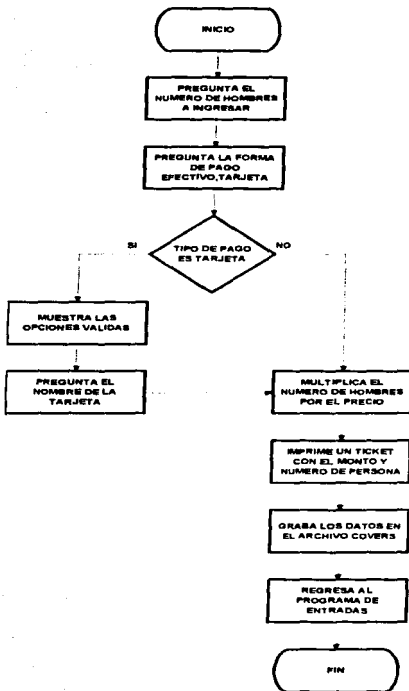 INICIO
PREGUNTA EL
NUMERO DE HOMBRES
A INGRESAR
PREGUNTA LA FORMA
DE PAGO
EFECTIVO,TARJETA
TIPO DE PAGO
ES TARJETA
SI
NO
MUESTRA LAS
OPCIONES VALIDAS
PREGUNTA EL
NOMBRE DE LA
TARJETA
MULTIPLICA EL
NUMERO DE HOMBRES
POR EL PRECIO
IMPRIME UN TICKET
CON EL MONTO Y
NUMERO DE PERSONA
GRABA LOS DATOS EN
EL ARCHIVO COVERS
REGRESA AL
PROGRAMA DE
ENTRADAS
FIN